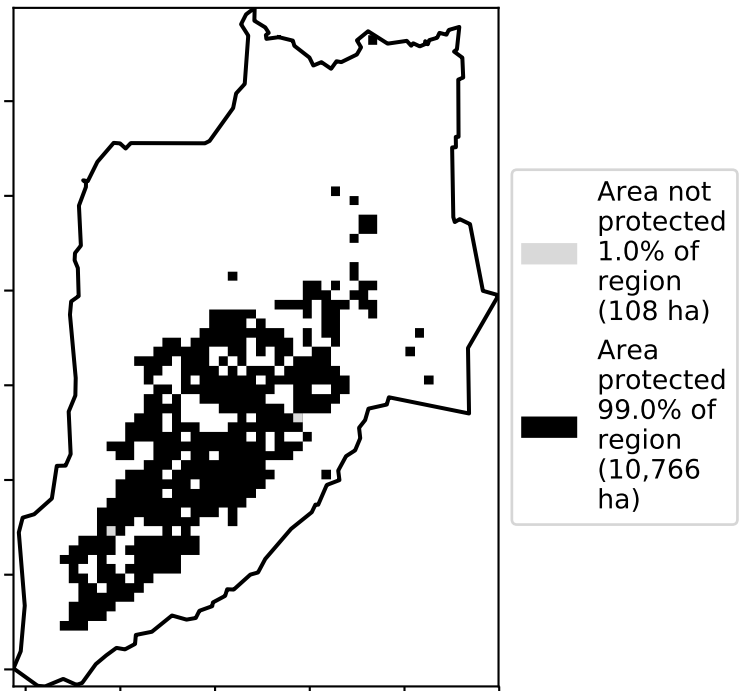 Area not
protected
1.0% of
region
(108 ha)
Area
protected
99.0% of
region
(10,766
ha)